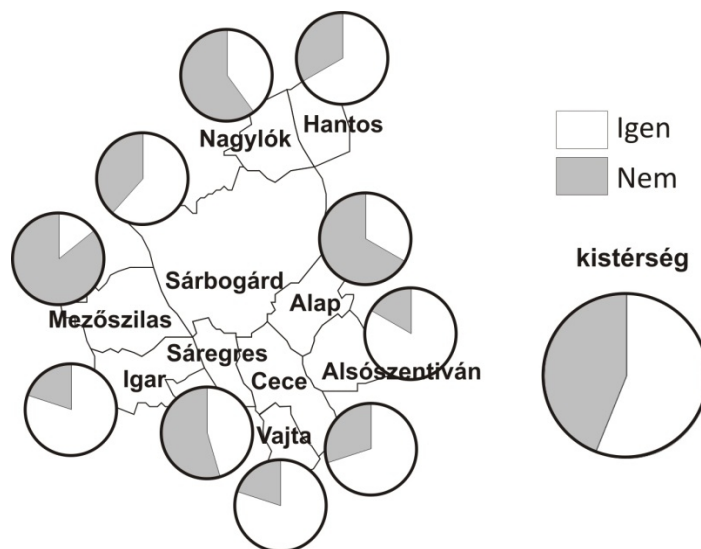 Nagylók
Hantos
Sárbogárd
Alap
Mezőszilas
Sáregres
Igar
Cece
Alsószentiván
Vajta
Igen
Nem
kistérség